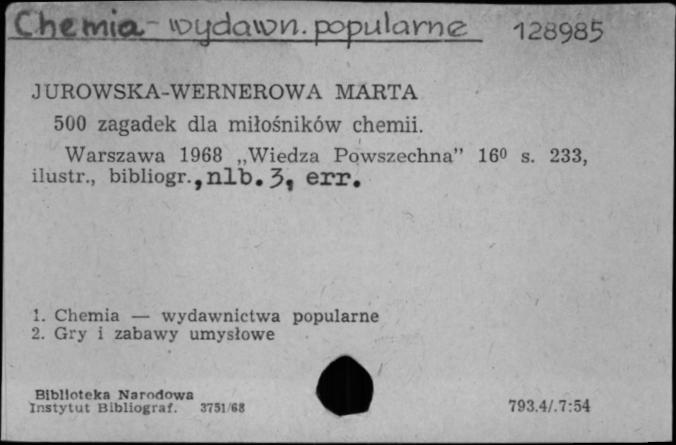 Chemia - wydawn. popularne 128985
JUROWSKA-WERNEROWA MARTA
500 zagadek dla miłośników chemii.
Warszawa 1968 „Wiedza Powszechna” 16⁰ s. 233,
ilustr., bibliogr., nlb. 3, err.
1. Chemia — wydawnictwa popularne
2. Gry i zabawy umysłowe
Biblioteka Narodowa
Instytut Bibliograf. 3751/68 793.4/.7:54